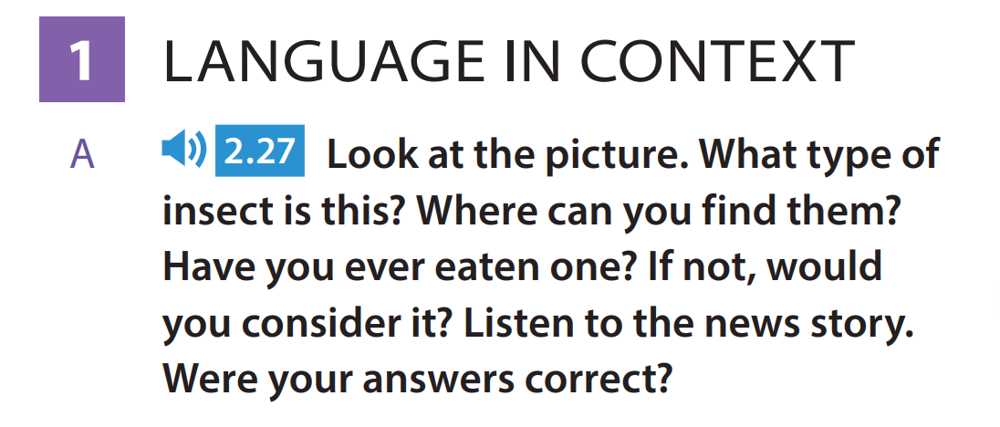 1 LANGUAGE IN CONTEXT
A 2.27 Look at the picture. What type of
insect is this? Where can you find them?
Have you ever eaten one? If not, would
you consider it? Listen to the news story.
Were your answers correct?